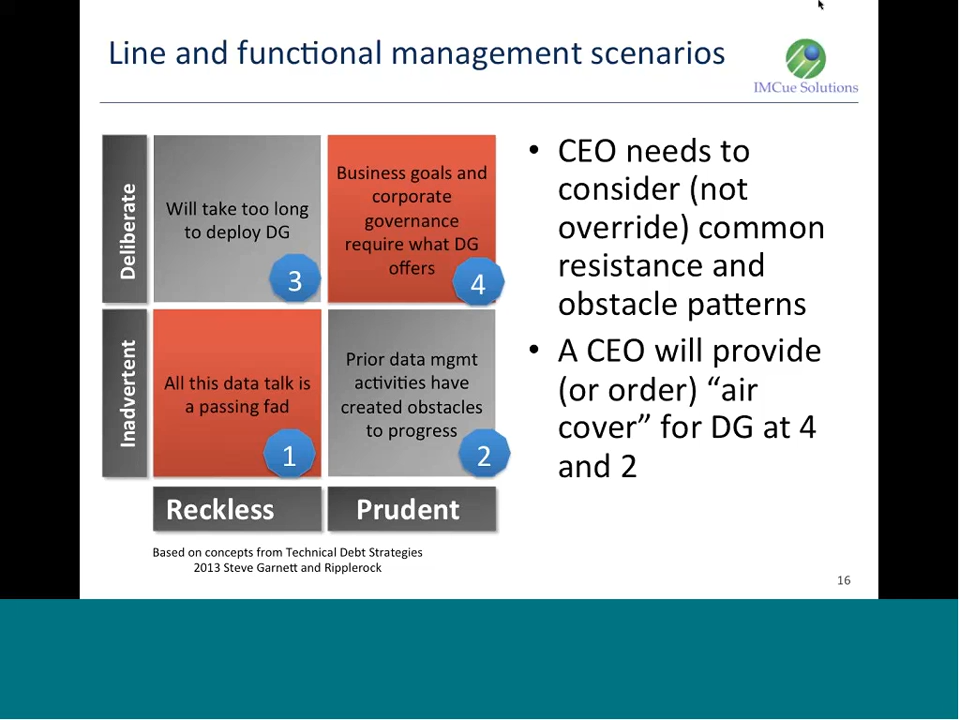 Line and functional management scenarios
IMCue Solutions
Deliberate
Will take too long
to deploy DG
3
Business goals and
corporate
governance
require what DG
offers
4
Inadvertent
All this data talk is
a passing fad
1
Prior data mgmt
activities have
created obstacles
to progress
2
Reckless
Prudent
Based on concepts from Technical Debt Strategies
2013 Steve Garnett and Ripplerock
• CEO needs to
consider (not
override) common
resistance and
obstacle patterns
• A CEO will provide
(or order) “air
cover” for DG at 4
and 2
16